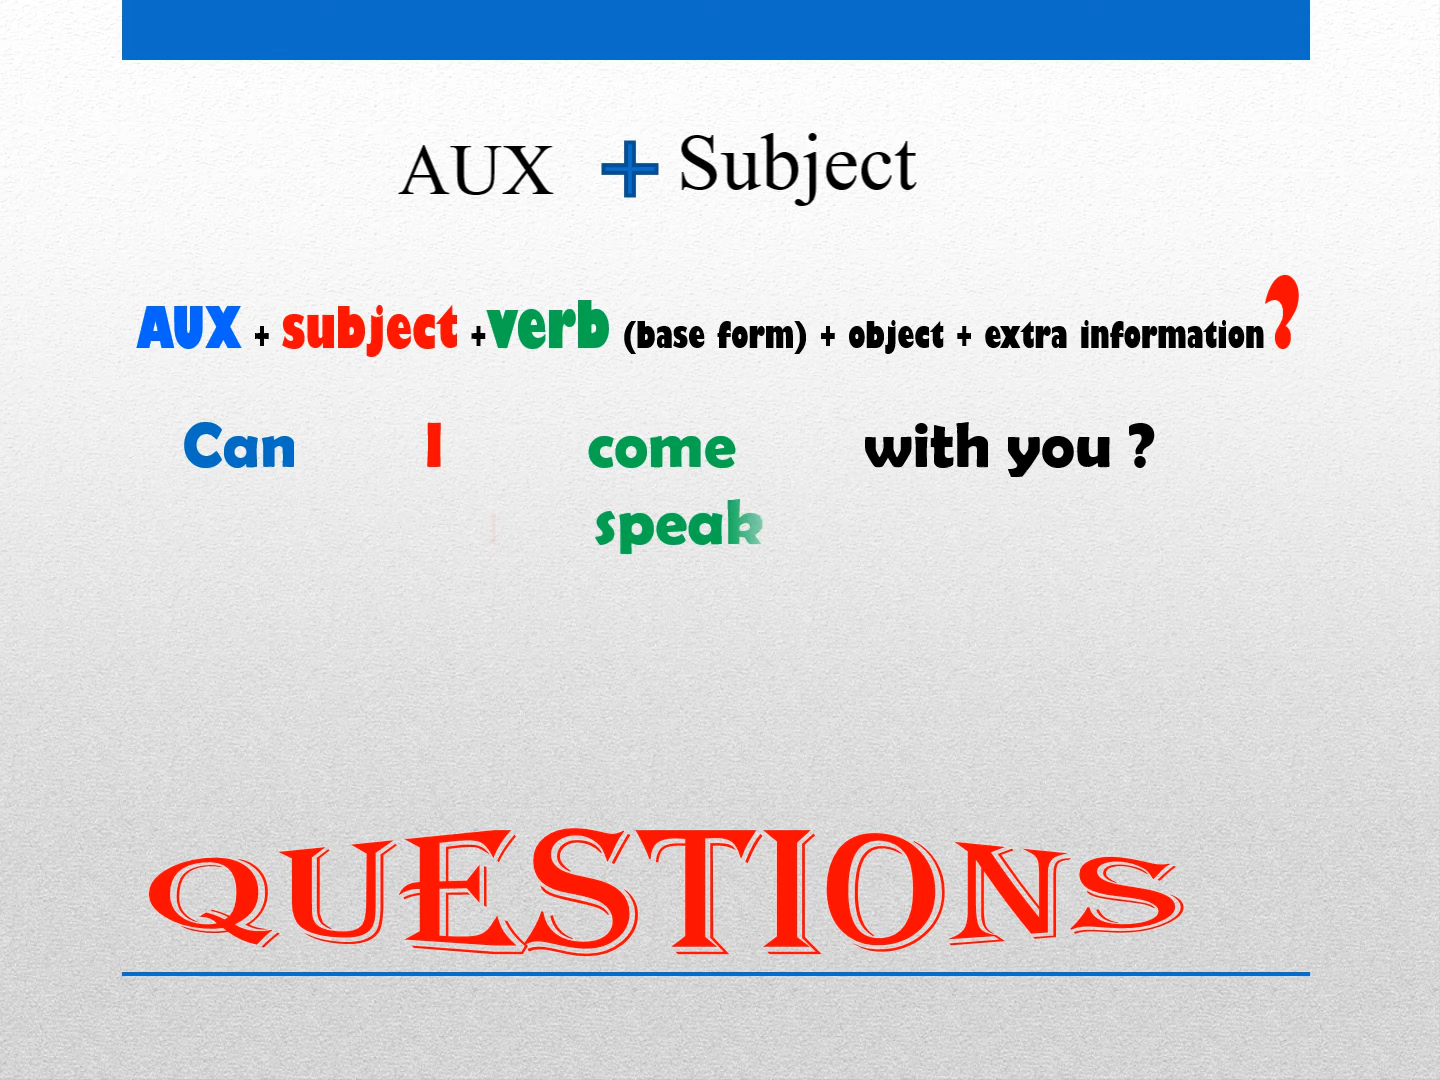 AUX + Subject
AUX + subject +verb (base form) + object + extra information?
Can I come with you ?
speak
QUESTIONS